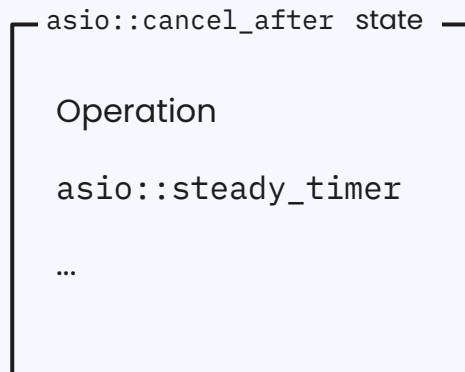 asio::cancel_after state
Operation
asio::steady_timer
…